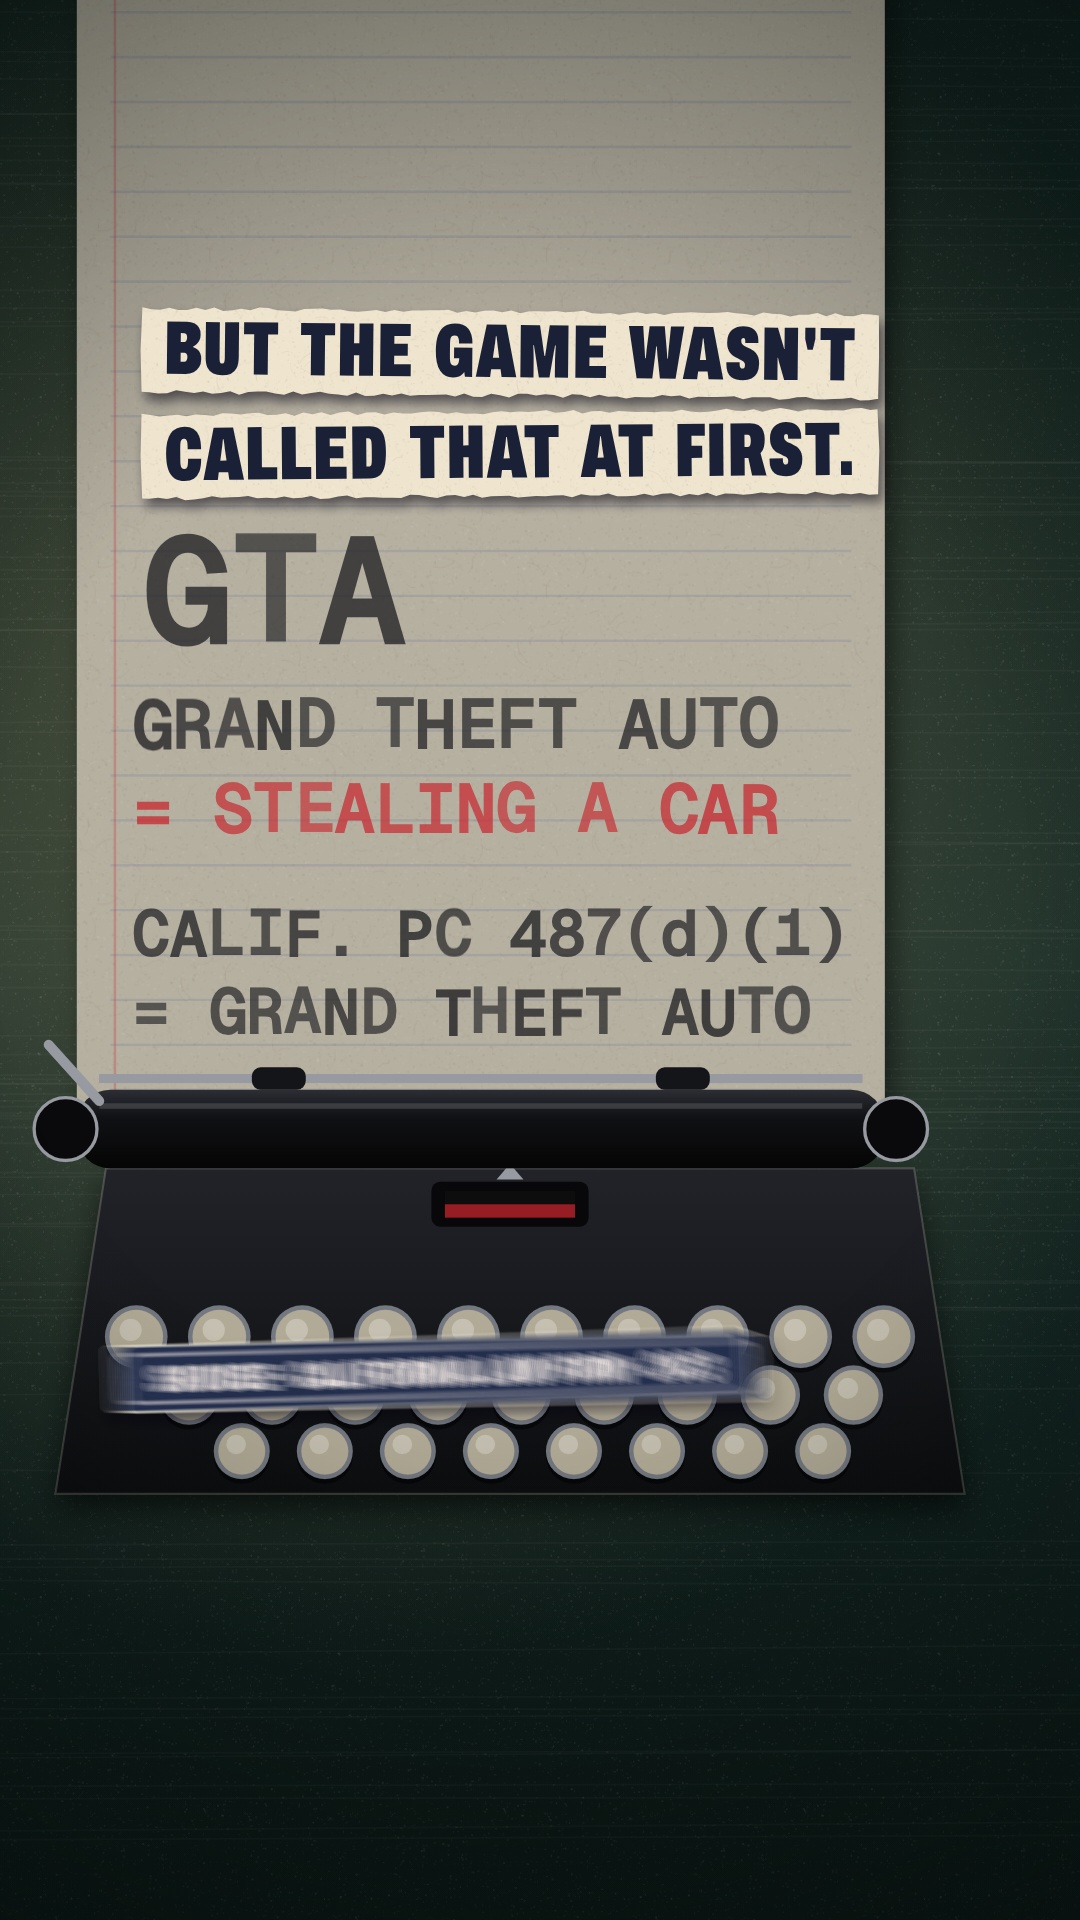 BUT THE GAME WASN'T
CALLED THAT AT FIRST.
GTA
GRAND THEFT AUTO
= STEALING A CAR
CALIF. PC 487(d)(1)
= GRAND THEFT AUTO